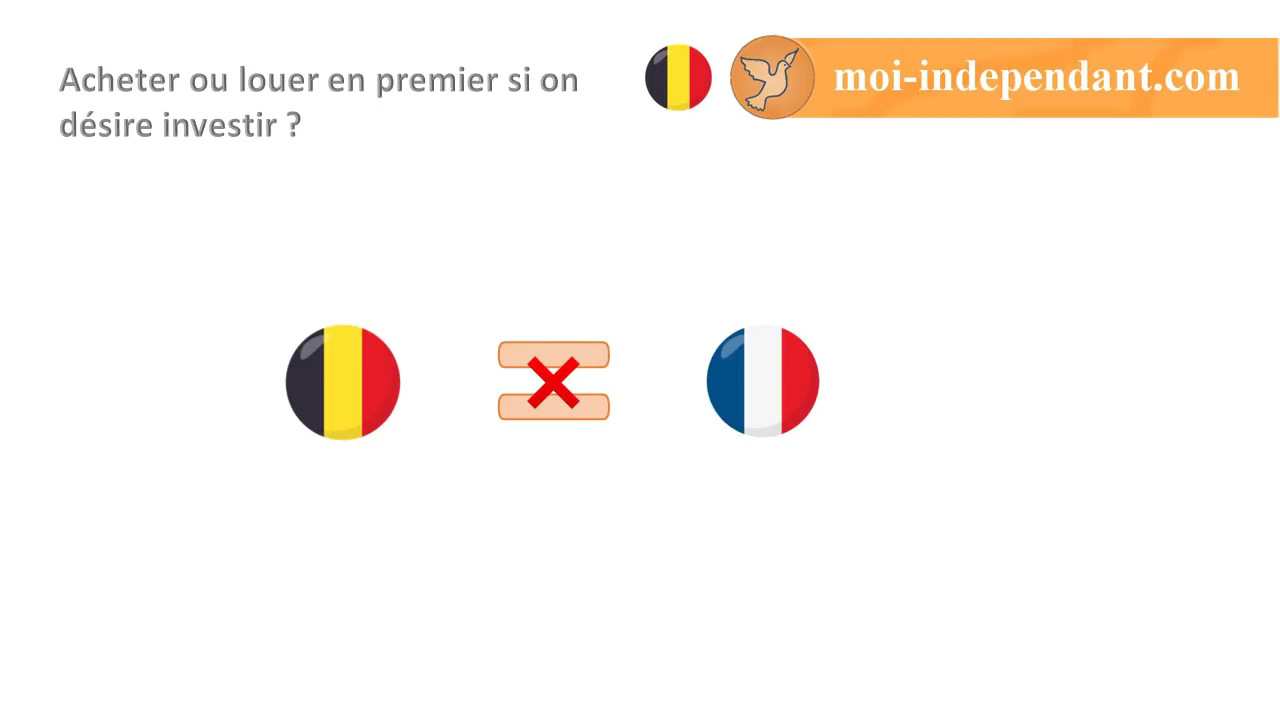 Acheter ou louer en premier si on
désire investir ?
moi-independant.com